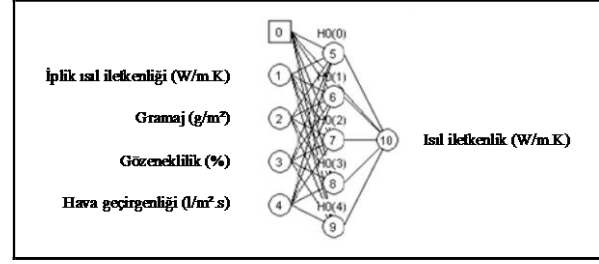 0
H0(0)
5
İplik ısıl iletkenliği (W/m.K)
1
H0(1)
6
Gramaj (g/m²)
2
H0(2)
7
10
Isıl iletkenlik (W/m.K)
Gözeneklilik (%)
3
H0(3)
8
Hava geçirgenliği (l/m².s)
4
H0(4)
9